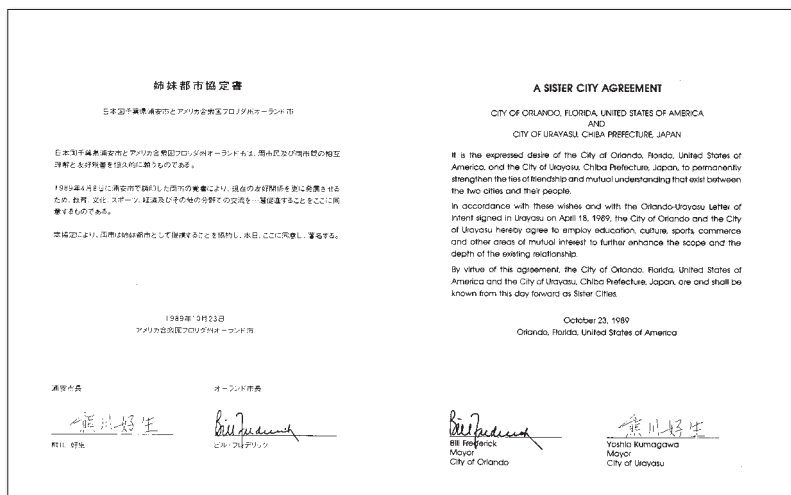 姉妹都市協定書
日本国千葉県浦安市とアメリカ合衆国フロリダ州オーランド市
日本国千葉県浦安市とアメリカ合衆国フロリダ州オーランド市は、両市民及び両市間の相互
理解と友好親善を恒久的に願うものである。
1989年4月8日に浦安市で調印した両市の覚書により、現在の友好関係を更に発展させる
ため、教育、文化、スポーツ、経済及びその他の分野での交流を一層促進することをここに同
意するものである。
本協定により、両市は姉妹都市として提携することを協約し、本日、ここに同意し、署名する。
1989年10月23日
アメリカ合衆国フロリダ州オーランド市
浦安市長
オーランド市長
熊川好生
Bill Frederick
熊川 好生
ビル・フレデリック
A SISTER CITY AGREEMENT
CITY OF ORLANDO, FLORIDA, UNITED STATES OF AMERICA
AND
CITY OF URAYASU, CHIBA PREFECTURE, JAPAN
It is the expressed desire of the City of Orlando, Florida, United States of
America, and the City of Urayasu, Chiba Prefecture, Japan, to permanently
strengthen the ties of friendship and mutual understanding that exist between
the two cities and their people.
In accordance with these wishes and with the Orlando-Urayasu Letter of
Intent signed in Urayasu on April 18, 1989, the City of Orlando and the City
of Urayasu hereby agree to employ education, culture, sports, commerce
and other areas of mutual interest to further enhance the scope and the
depth of the existing relationship.
By virtue of this agreement, the City of Orlando, Florida, United States of
America and the City of Urayasu, Chiba Prefecture, Japan, are and shall be
known from this day forward as Sister Cities.
October 23, 1989
Orlando, Florida, United States of America
Bill Frederick
熊川好生
Bill Frederick
Mayor
City of Orlando
Yoshio Kumagawa
Mayor
City of Urayasu